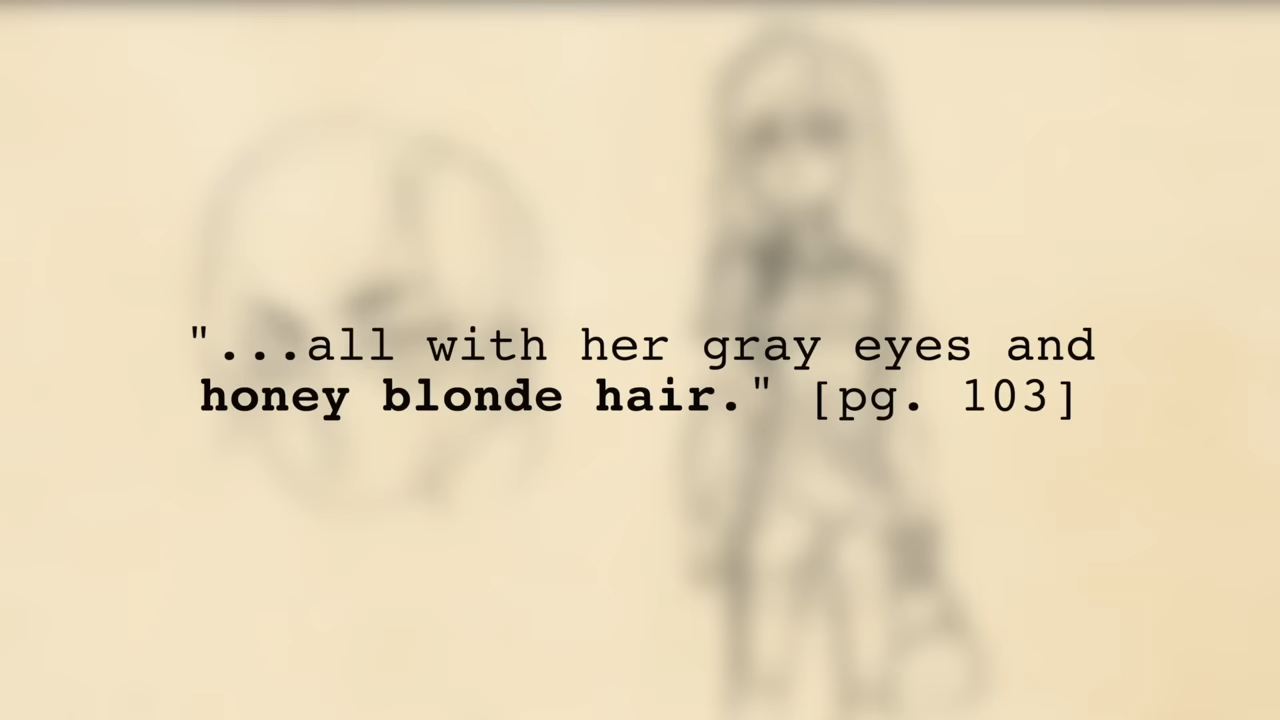 "...all with her gray eyes and
honey blonde hair." [pg. 103]